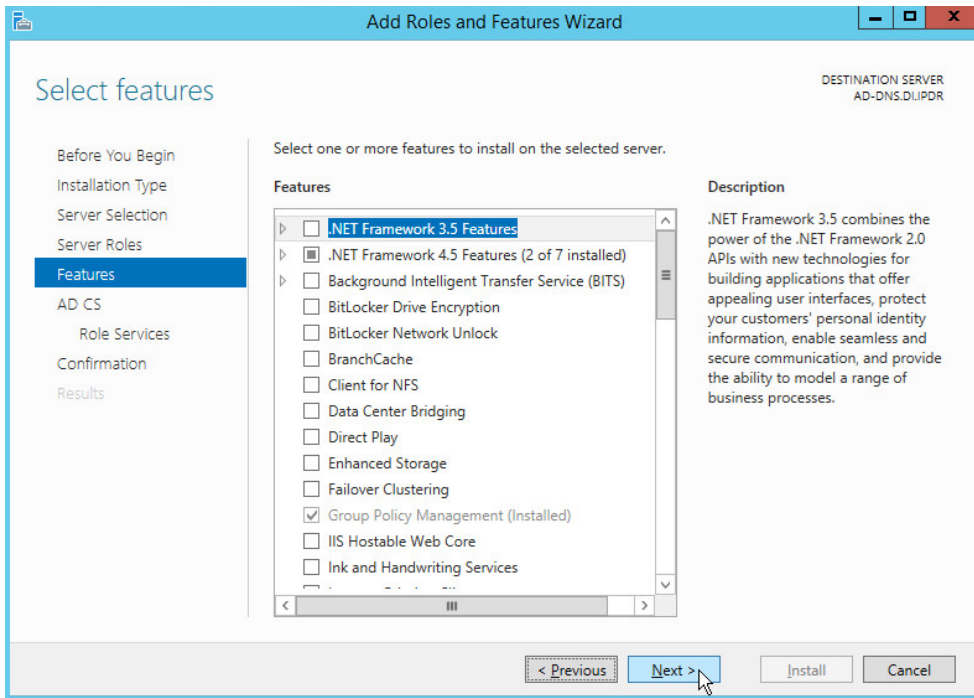 Add Roles and Features Wizard
Select features
DESTINATION SERVER
AD-DNS.DI.IPDR
Before You Begin
Installation Type
Server Selection
Server Roles
Features
AD CS
Role Services
Confirmation
Results
Select one or more features to install on the selected server.
Features
.NET Framework 3.5 Features
.NET Framework 4.5 Features (2 of 7 installed)
Background Intelligent Transfer Service (BITS)
BitLocker Drive Encryption
BitLocker Network Unlock
BranchCache
Client for NFS
Data Center Bridging
Direct Play
Enhanced Storage
Failover Clustering
Group Policy Management (Installed)
IIS Hostable Web Core
Ink and Handwriting Services
Description
.NET Framework 3.5 combines the
power of the .NET Framework 2.0
APIs with new technologies for
building applications that offer
appealing user interfaces, protect
your customers' personal identity
information, enable seamless and
secure communication, and provide
the ability to model a range of
business processes.
< Previous
Next >
Install
Cancel